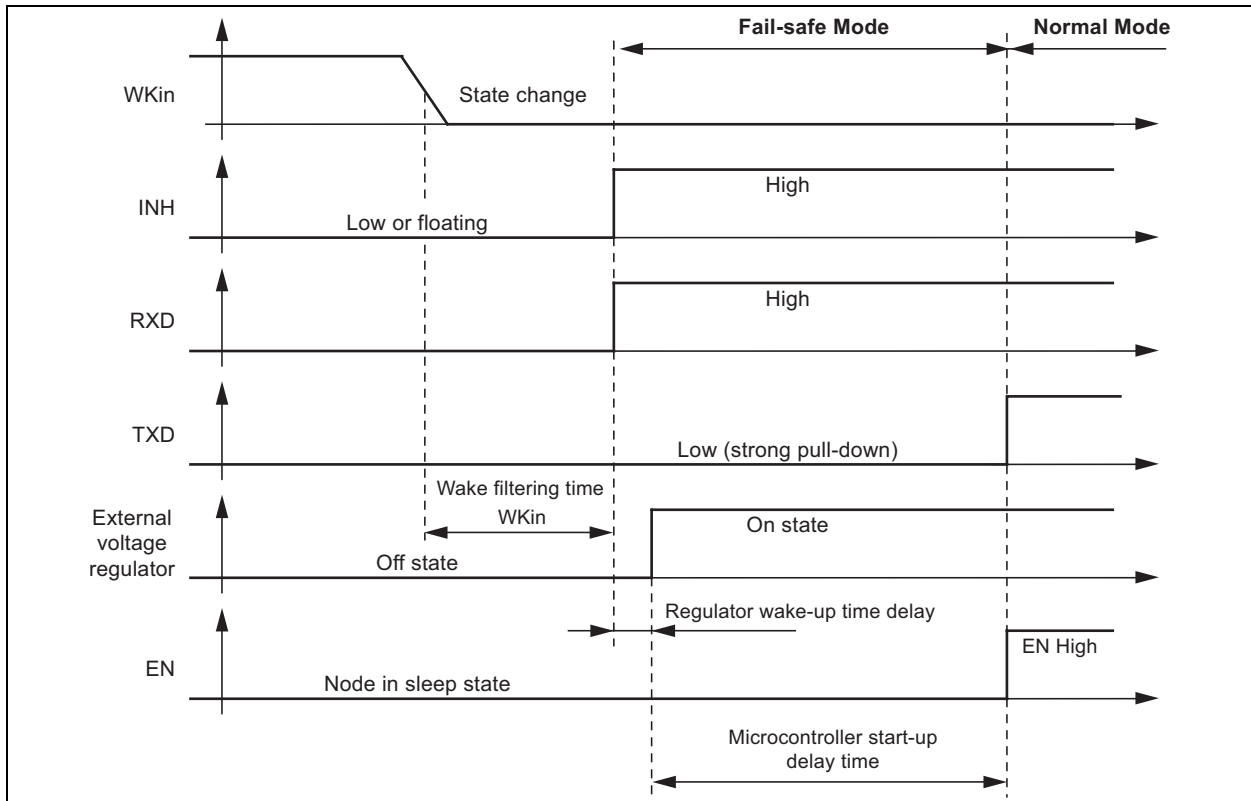 Fail-safe Mode
Normal Mode
WKin
State change
INH
High
Low or floating
RXD
High
TXD
Low (strong pull-down)
Wake filtering time
WKin
External
voltage
regulator
On state
Off state
Regulator wake-up time delay
EN
EN High
Node in sleep state
Microcontroller start-up
delay time